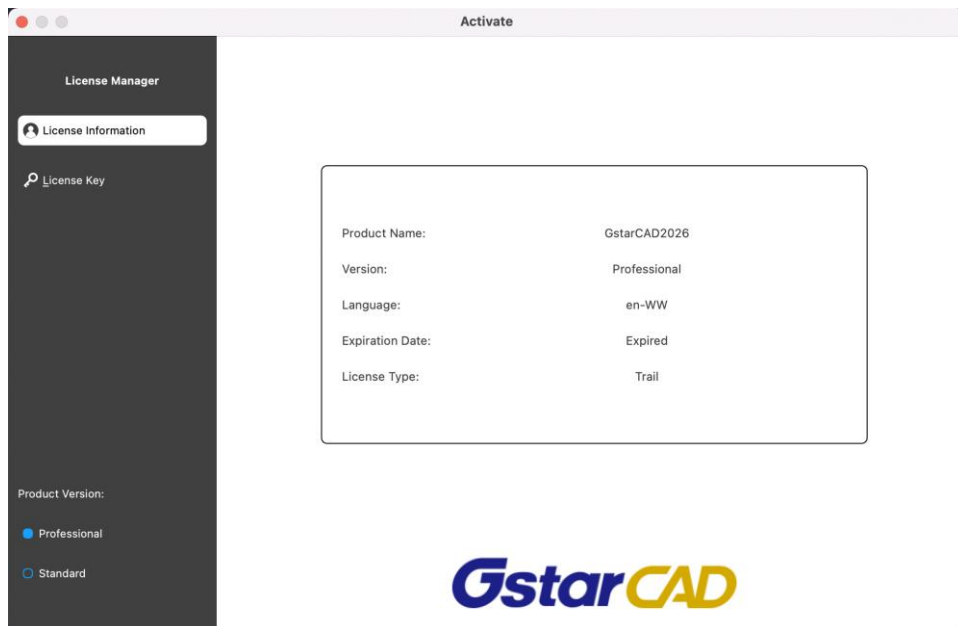 Activate
License Manager
License Information
License Key
Product Name: GstarCAD2026
Version: Professional
Language: en-WW
Expiration Date: Expired
License Type: Trail
Product Version:
Professional
Standard
GstarCAD